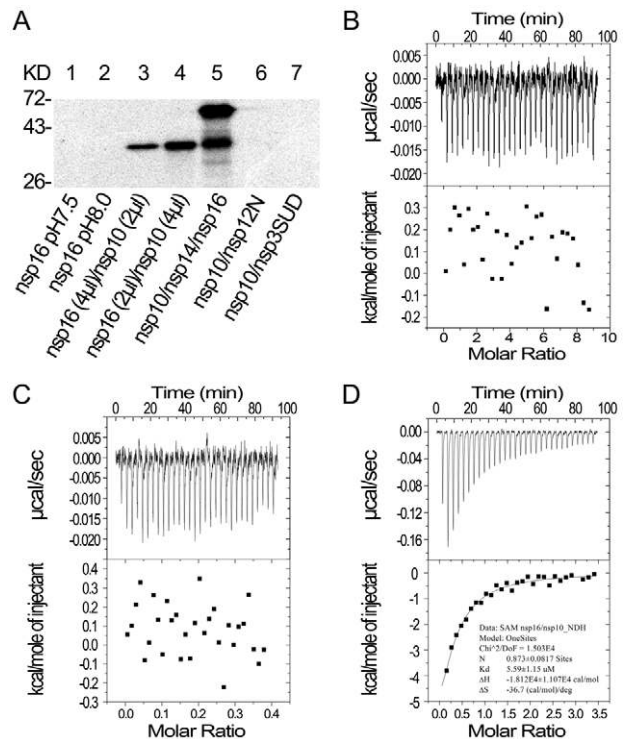 A
B
KD 1 2 3 4 5 6 7
72-
43-
26-
nsp16 pH7.5
nsp16 pH8.0
nsp16 (4µl)/nsp10 (2µl)
nsp16 (2µl)/nsp10 (4µl)
nsp10/nsp14/nsp16
nsp10/nsp12N
nsp10/nsp3SUD
Time (min)
0 20 40 60 80 100
0.005
0.000
-0.005
-0.010
-0.015
-0.020
µcal/sec
0.3
0.2
0.1
0.0
-0.1
-0.2
kcal/mole of injectant
0 2 4 6 8 10
Molar Ratio
C
Time (min)
0 20 40 60 80 100
0.005
0.000
-0.005
-0.010
-0.015
-0.020
µcal/sec
0.4
0.3
0.2
0.1
0.0
0.1
0.2
0.3
kcal/mole of injectant
0.0 0.1 0.2 0.3 0.4
Molar Ratio
D
Time (min)
0 20 40 60 80 100
0.00
-0.04
-0.08
-0.12
-0.16
µcal/sec
0
-1
-2
-3
-4
-5
kcal/mole of injectant
Data: SAM nsp16/nsp10_NDH
Model: OneSites
Chi^2/DoF = 1.503E4
N 0.873±0.0817 Sites
Kd 5.59±1.15 uM
ΔH -1.812E4±1.107E4 cal/mol
ΔS -36.7 (cal/mol)/deg
0.0 0.5 1.0 1.5 2.0 2.5 3.0 3.5
Molar Ratio